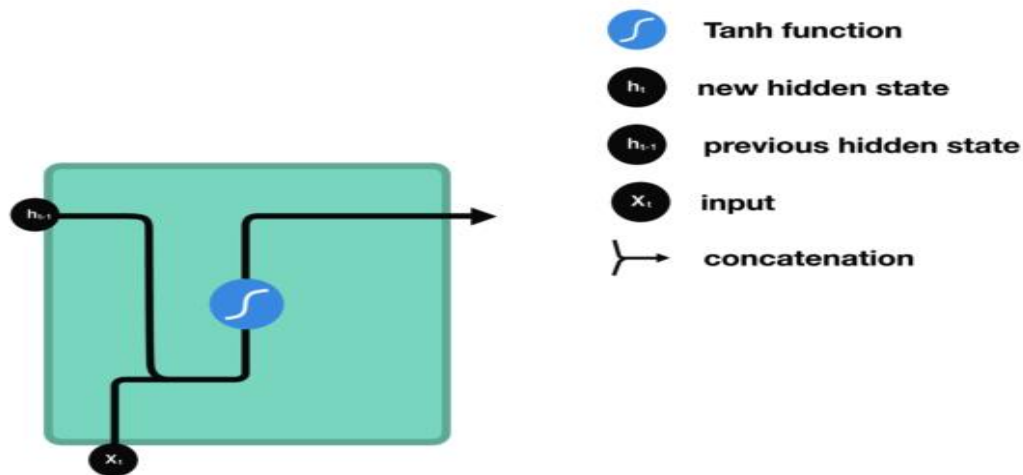 Tanh function
hₜ new hidden state
hₜ₋₁ previous hidden state
Xₜ input
concatenation
hₜ₋₁
Xₜ